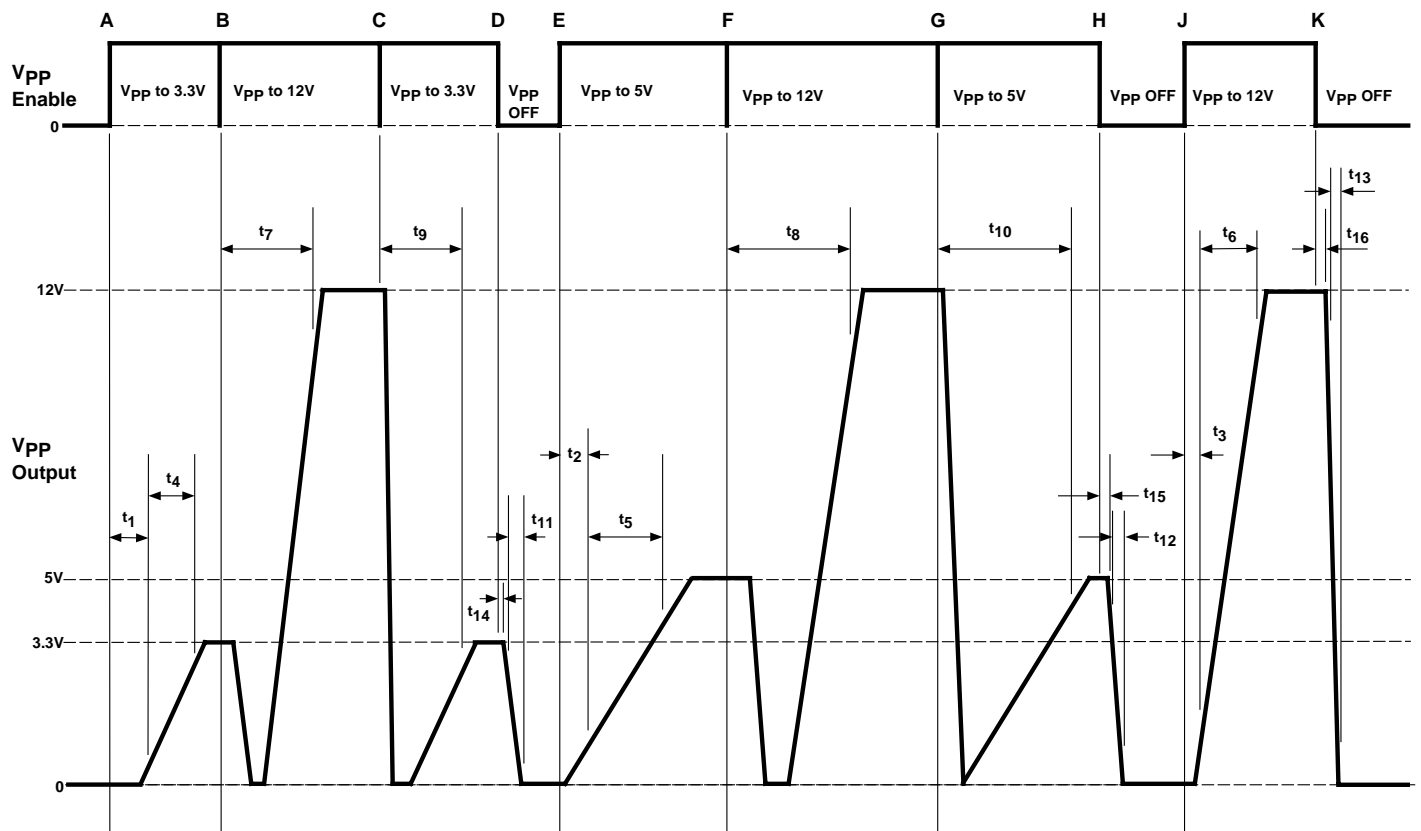 A B C D E F G H J K
VPP
Enable
VPP to 3.3V
VPP to 12V
VPP to 3.3V
VPP
OFF
VPP to 5V
VPP to 12V
VPP to 5V
VPP OFF
VPP to 12V
VPP OFF
0
t13
t7
t9
t8
t10
t6
t16
12V
VPP
Output
t2
t3
t4
t15
t1
t11
t5
t12
5V
t14
3.3V
0